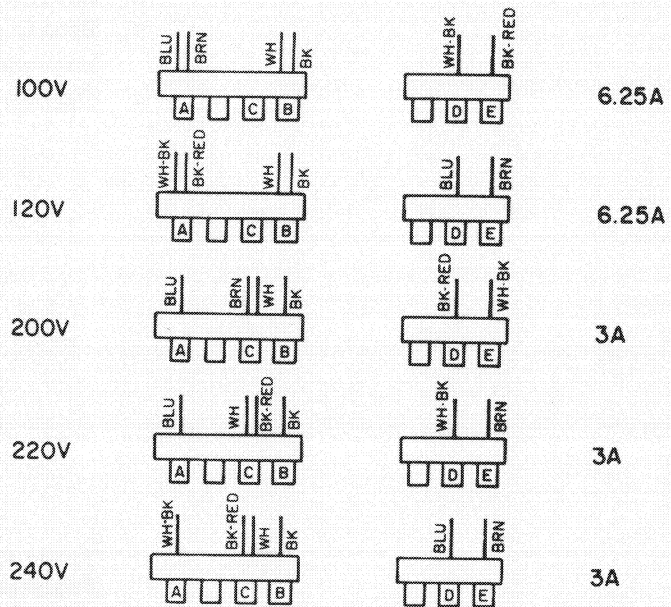 BLU BRN WH BK WH-BK BK-RED
100V 6.25A
A C B D E
WH-BK BK-RED WH BK BLU BRN
120V 6.25A
A C B D E
BLU BRN WH BK BK-RED WH-BK
200V 3A
A C B D E
BLU WH BK-RED BK WH-BK BRN
220V 3A
A C B D E
WH-BK BK-RED WH BK BLU BRN
240V 3A
A C B D E